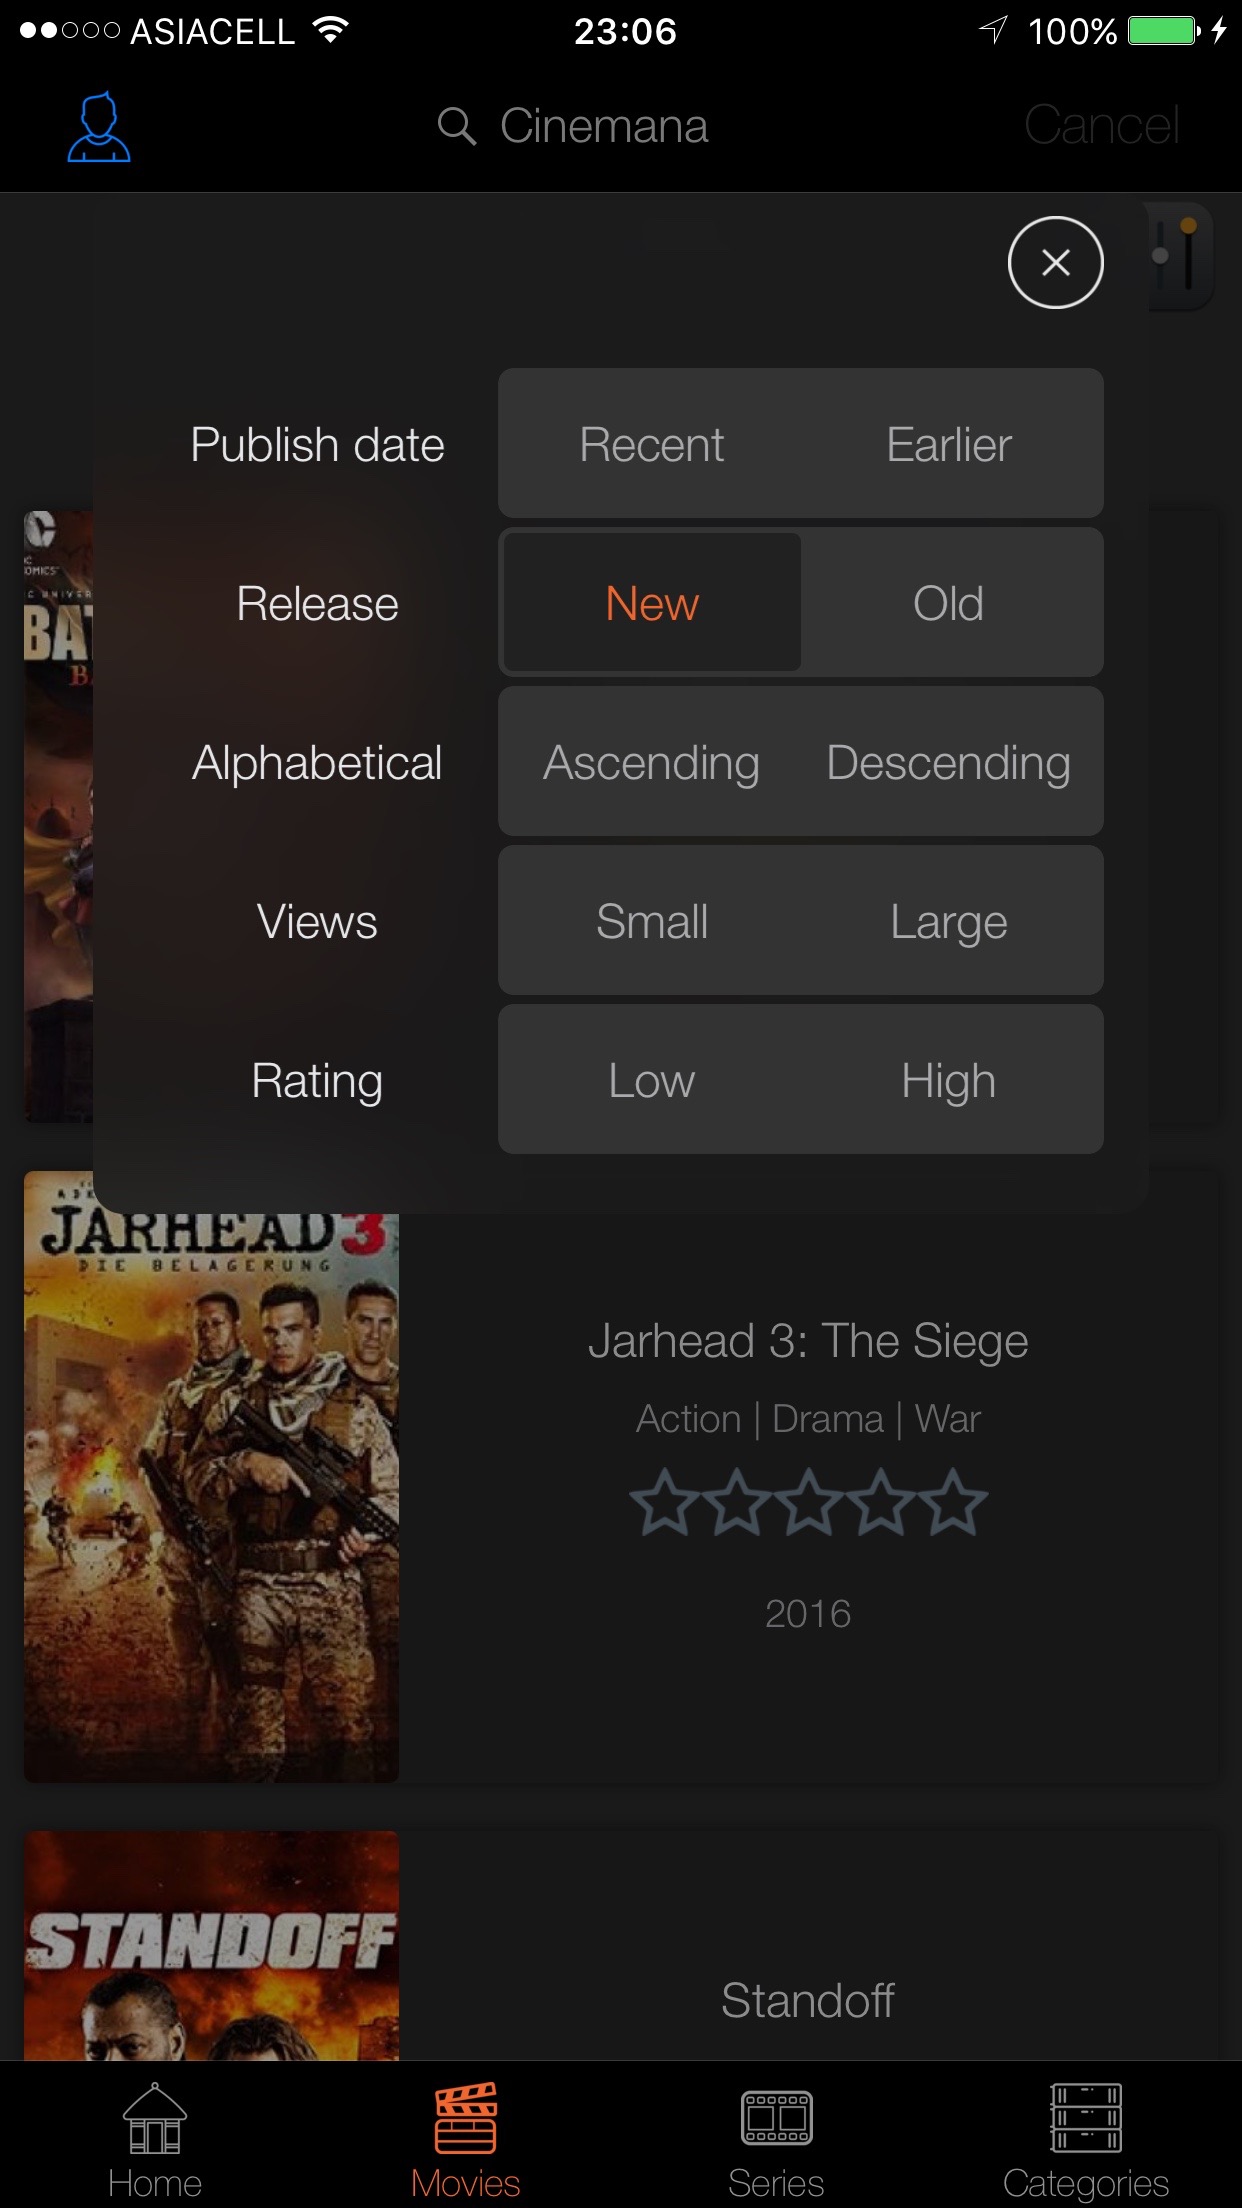 ASIACELL 23:06 100%
Cinemana Cancel
Publish date Recent Earlier
Release New Old
Alphabetical Ascending Descending
Views Small Large
Rating Low High
JARHEAD 3
DIE BELAGERUNG
Jarhead 3: The Siege
Action | Drama | War
2016
STANDOFF
Standoff
Home Movies Series Categories